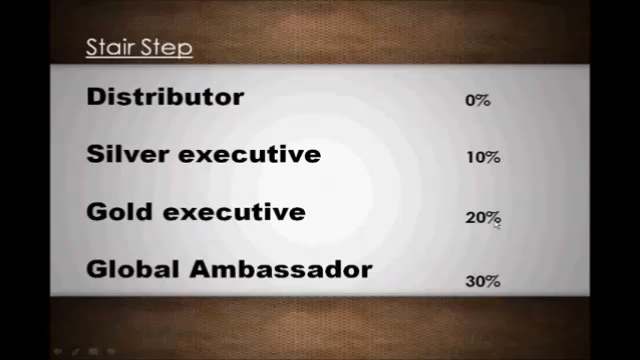 Stair Step
Distributor 0%
Silver executive 10%
Gold executive 20%
Global Ambassador 30%